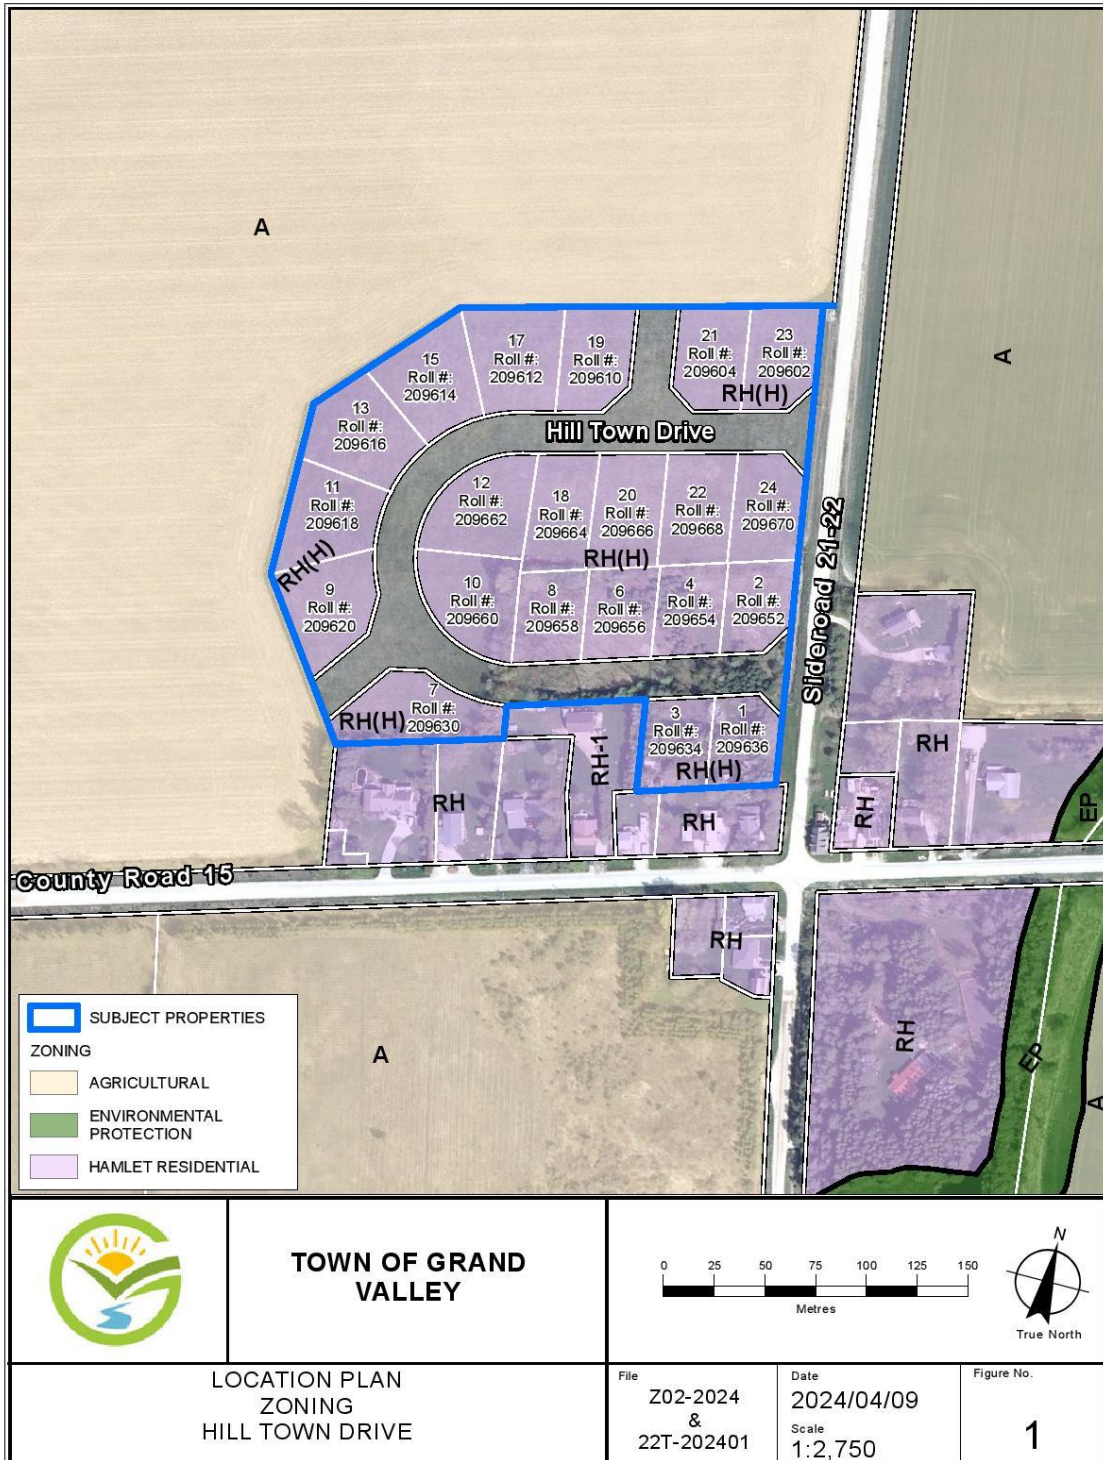 A
17
Roll #:
209612
19
Roll #:
209610
21
Roll #:
209604
23
Roll #:
209602
RH(H)
15
Roll #:
209614
13
Roll #:
209616
Hill Town Drive
A
11
Roll #:
209618
12
Roll #:
209662
18
Roll #:
209664
20
Roll #:
209666
22
Roll #:
209668
24
Roll #:
209670
RH(H)
RH(H)
9
Roll #:
209620
10
Roll #:
209660
8
Roll #:
209658
6
Roll #:
209656
4
Roll #:
209654
2
Roll #:
209652
Sideroad 21-22
7
Roll #:
209630
RH(H)
3
Roll #:
209634
1
Roll #:
209636
RH(H)
RH-1
RH
RH
RH
RH
EP
County Road 15
RH
RH
EP
A
A
SUBJECT PROPERTIES
ZONING
AGRICULTURAL
ENVIRONMENTAL
PROTECTION
HAMLET RESIDENTIAL
TOWN OF GRAND
VALLEY
0 25 50 75 100 125 150
Metres
N
True North
LOCATION PLAN
ZONING
HILL TOWN DRIVE
File
Z02-2024
&
22T-202401
Date
2024/04/09
Scale
1:2,750
Figure No.
1